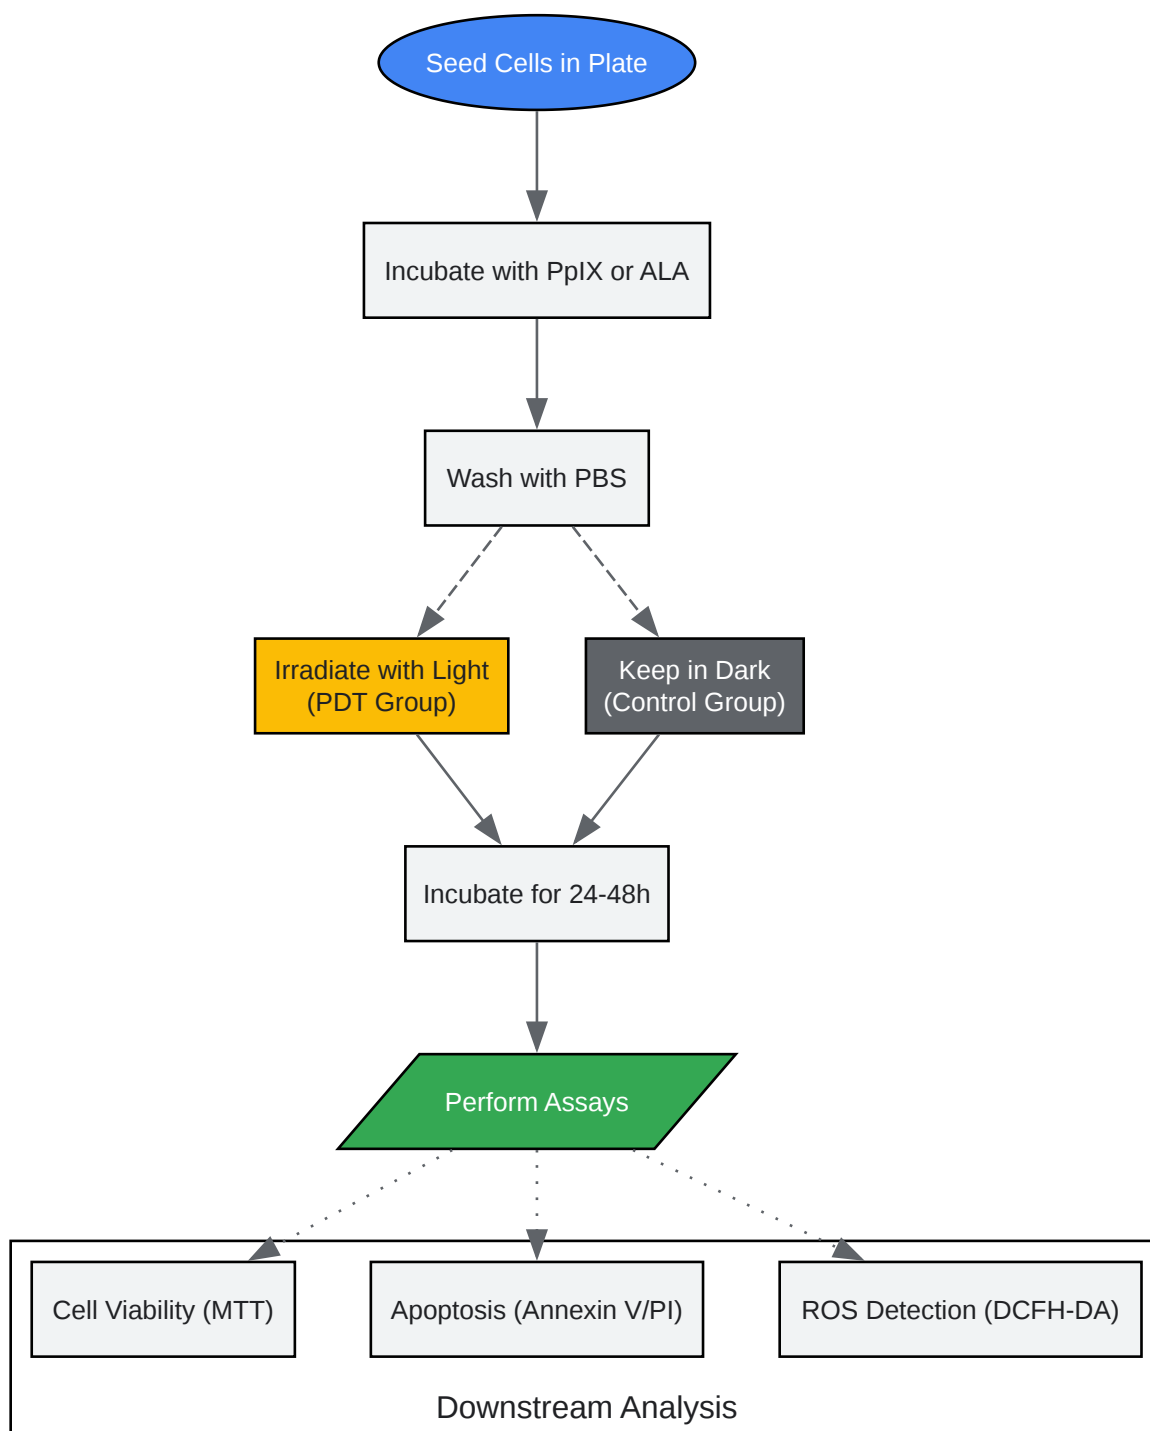 Seed Cells in Plate
Incubate with PpIX or ALA
Wash with PBS
Irradiate with Light
(PDT Group)
Keep in Dark
(Control Group)
Incubate for 24-48h
Perform Assays
Cell Viability (MTT)
Apoptosis (Annexin V/PI)
ROS Detection (DCFH-DA)
Downstream Analysis